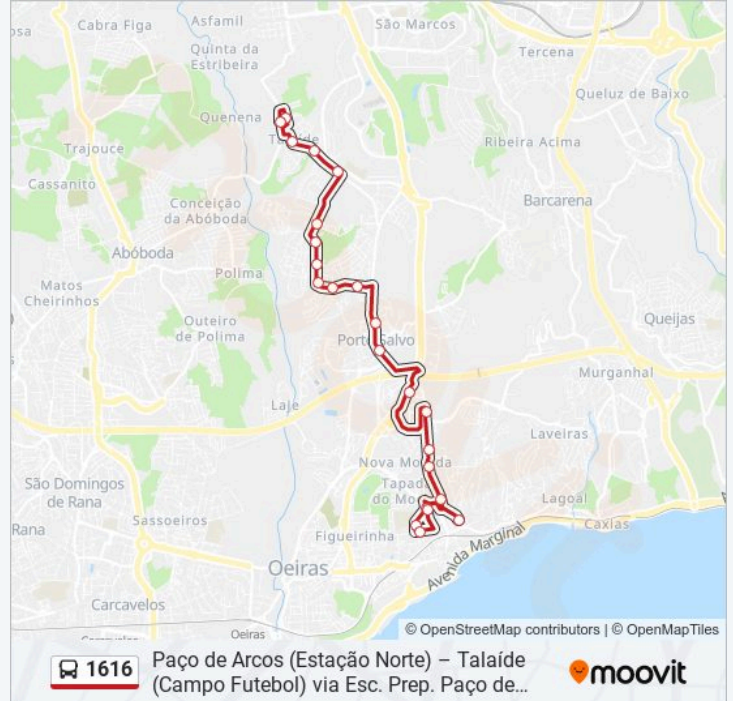 Cabra Figa
Asfamil
São Marcos
Quinta da
Estribeira
Tercena
Queluz de Baixo
Quenena
Trajouce
Ribeira Acima
Cassanito
Conceição
da Abóboda
Barcarena
Abóboda
Polima
Matos
Cheirinhos
Outeiro
de Polima
Porto Salvo
Queijas
Murganhal
Laje
Laveiras
Nova Morada
São Domingos
de Rana
Tapada
do Mo
Lagoal
Rana
Sassoeiros
Figueirinha
Caxias
Oeiras
Avenida Marginal
Carcavelos
Oeiras
© OpenStreetMap contributors | © OpenMapTiles
1616
Paço de Arcos (Estação Norte) – Talaíde
(Campo Futebol) via Esc. Prep. Paço de...
moovit